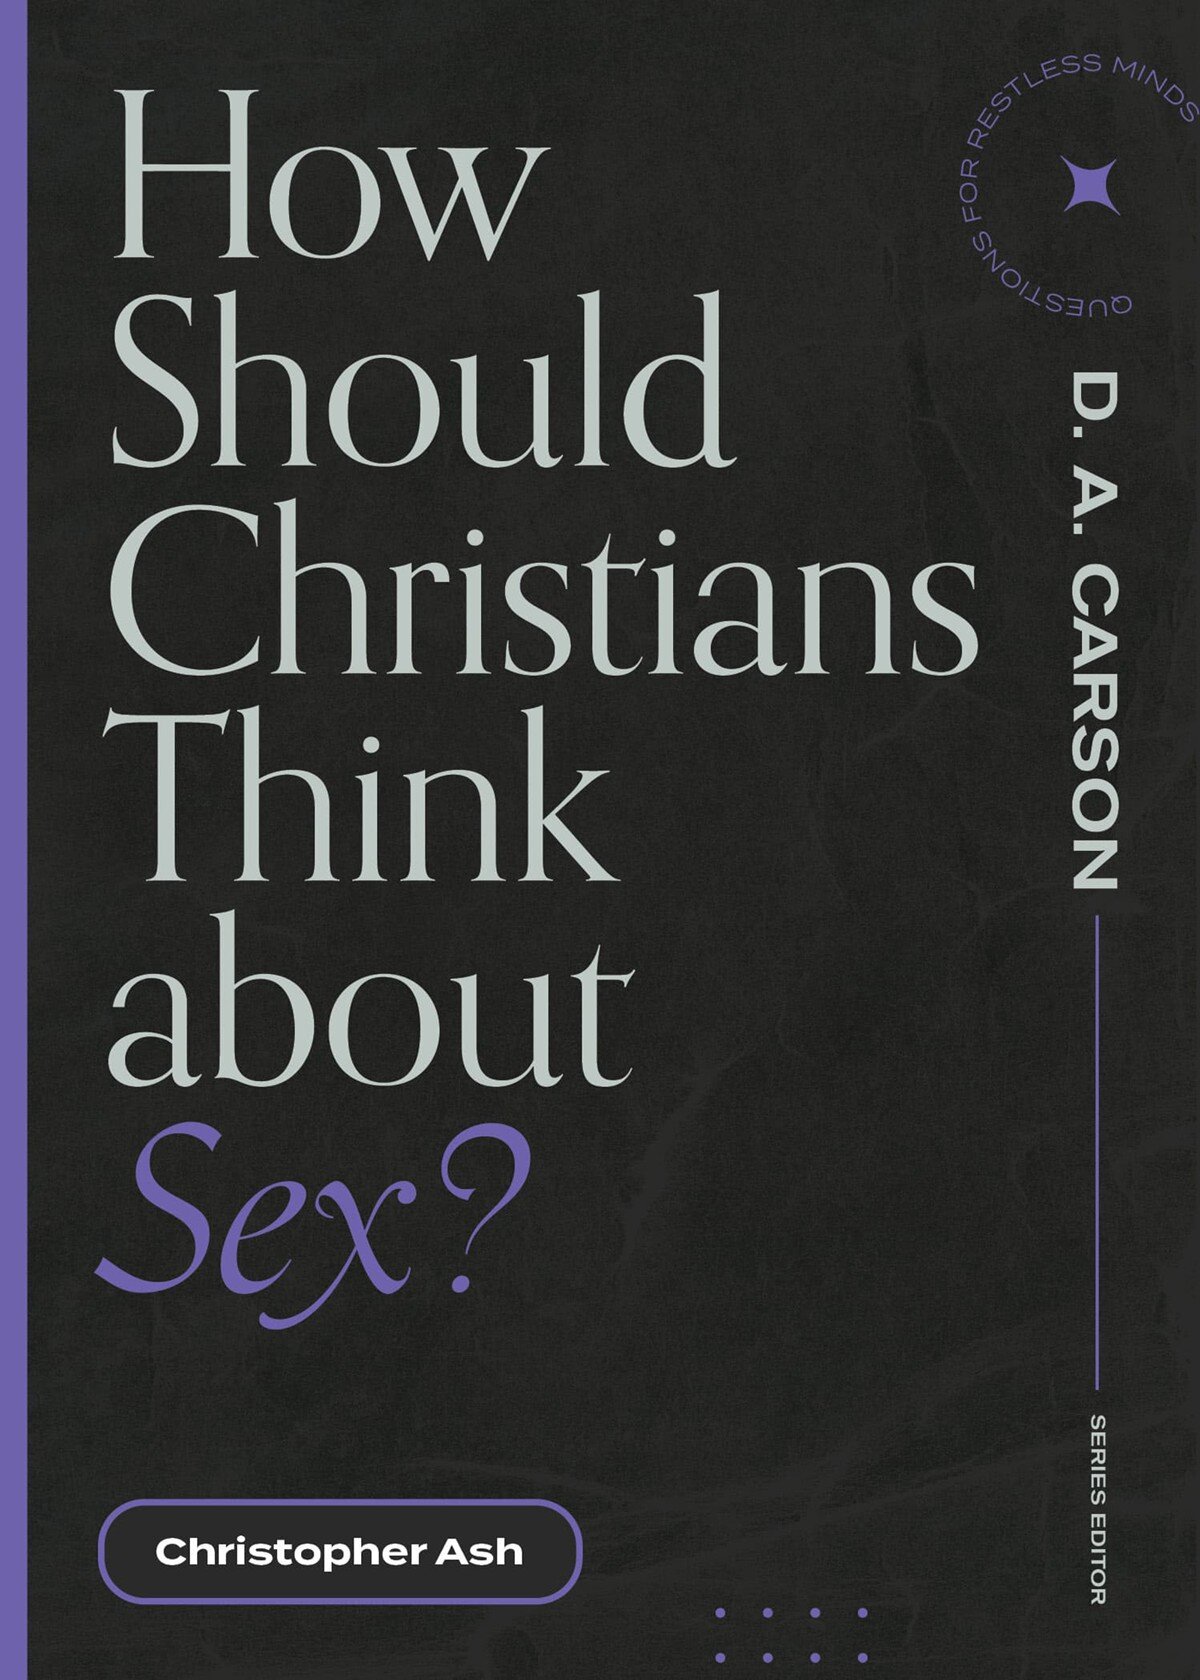 How
Should
Christians
Think
about
Sex?
Christopher Ash
QUESTIONS FOR RESTLESS MINDS
D. A. CARSON
SERIES EDITOR